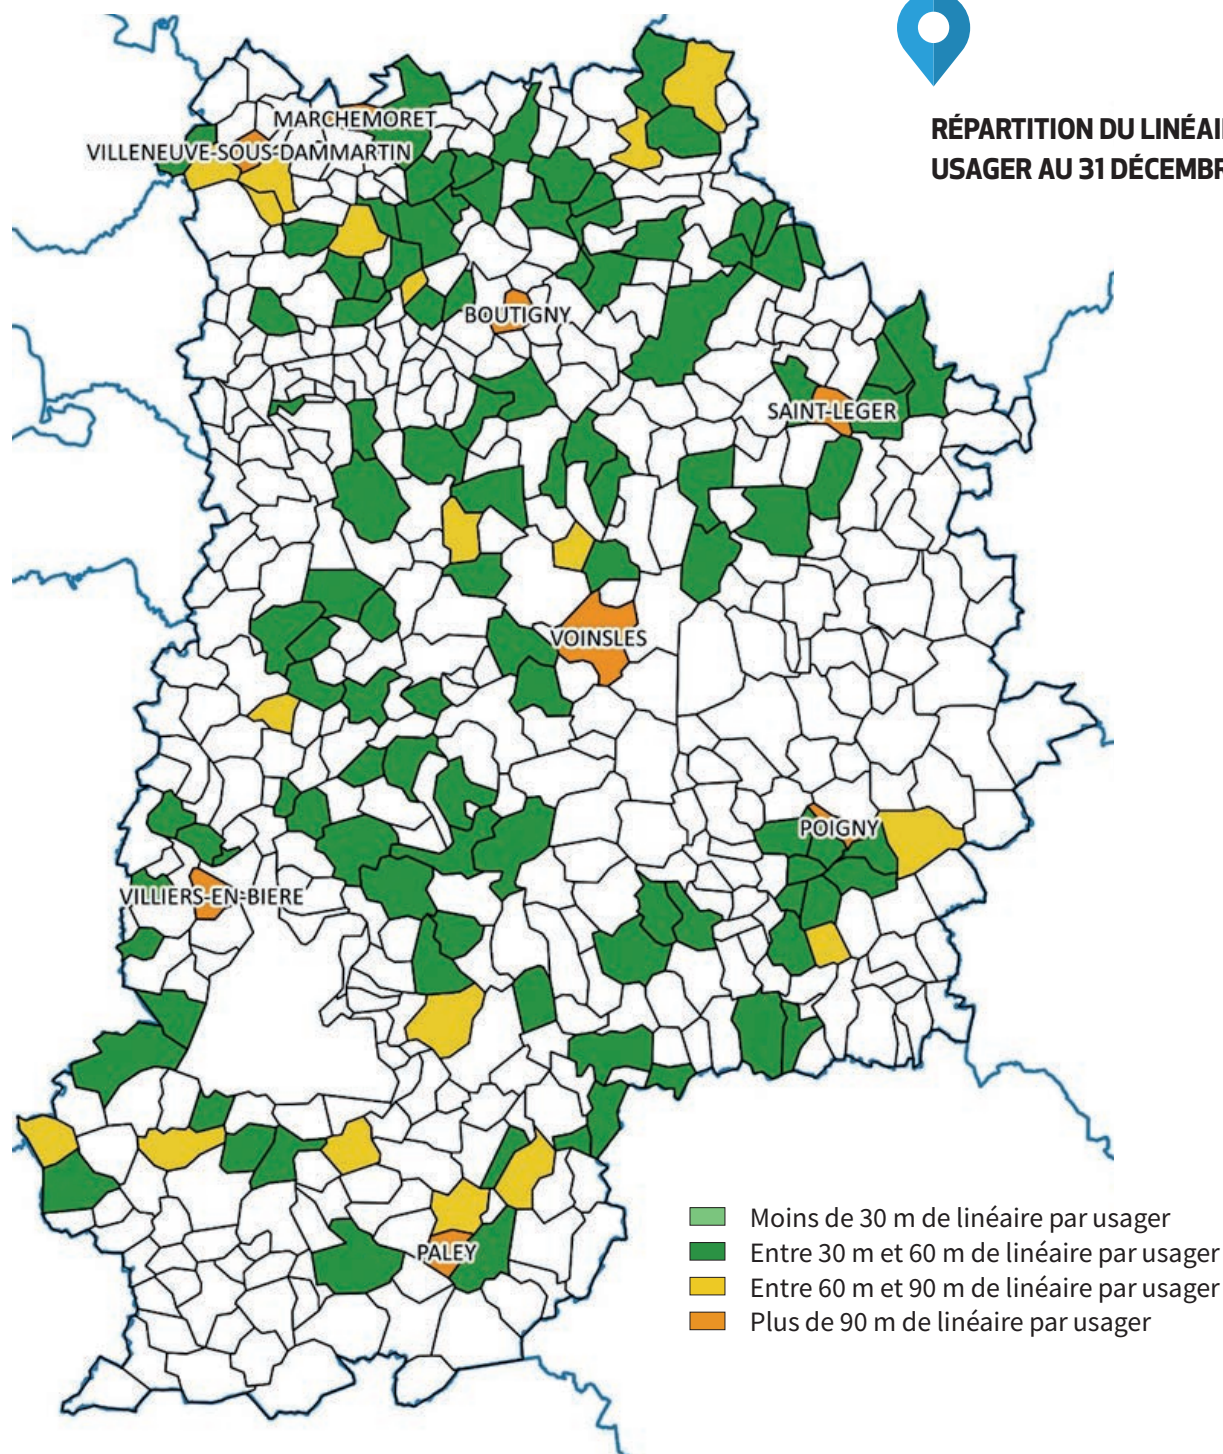 RÉPARTITION DU LINÉAI
USAGER AU 31 DÉCEMBR
MARCHEMORET
VILLENEUVE-SOUS-DAMMARTIN
BOUTIGNY
SAINT-LEGER
VOINSLES
POIGNY
VILLIERS-EN-BIERE
PALEY
Moins de 30 m de linéaire par usager
Entre 30 m et 60 m de linéaire par usager
Entre 60 m et 90 m de linéaire par usager
Plus de 90 m de linéaire par usager